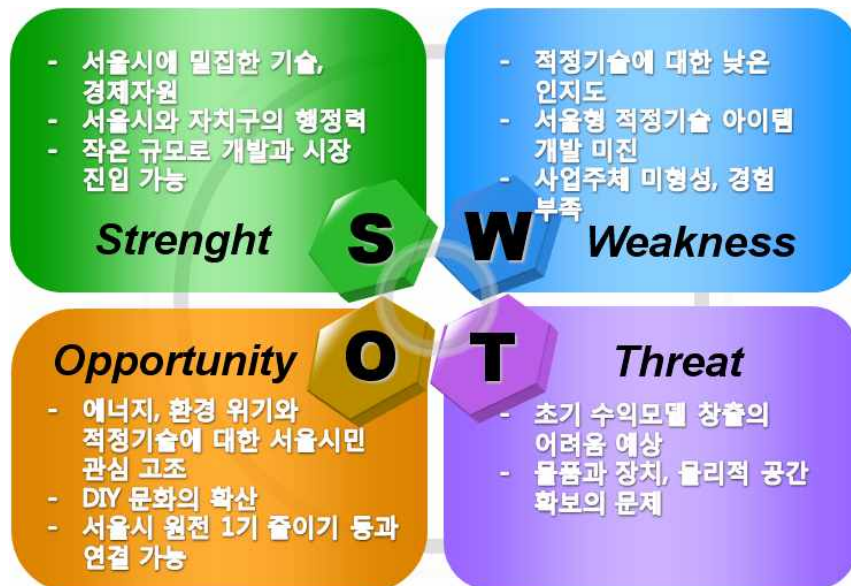 - 서울시에 밀집한 기술,
경제자원
- 서울시와 자치구의 행정력
- 작은 규모로 개발과 시장
진입 가능
Strenght
S
- 적정기술에 대한 낮은
인지도
- 서울형 적정기술 아이템
개발 미진
- 사업주체 미형성, 경험
부족
W
Weakness
Opportunity
O
- 에너지, 환경 위기와
적정기술에 대한 서울시민
관심 고조
- DIY 문화의 확산
- 서울시 원전 1기 줄이기 등과
연결 가능
T
Threat
- 초기 수익모델 창출의
어려움 예상
- 물품과 장치, 물리적 공간
확보의 문제